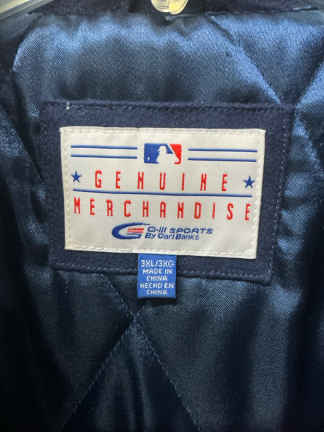 GENUINE
MERCHANDISE
G-III SPORTS
By Carl Banks
3XL/3XG
MADE IN
CHINA
HECHO EN
CHINA